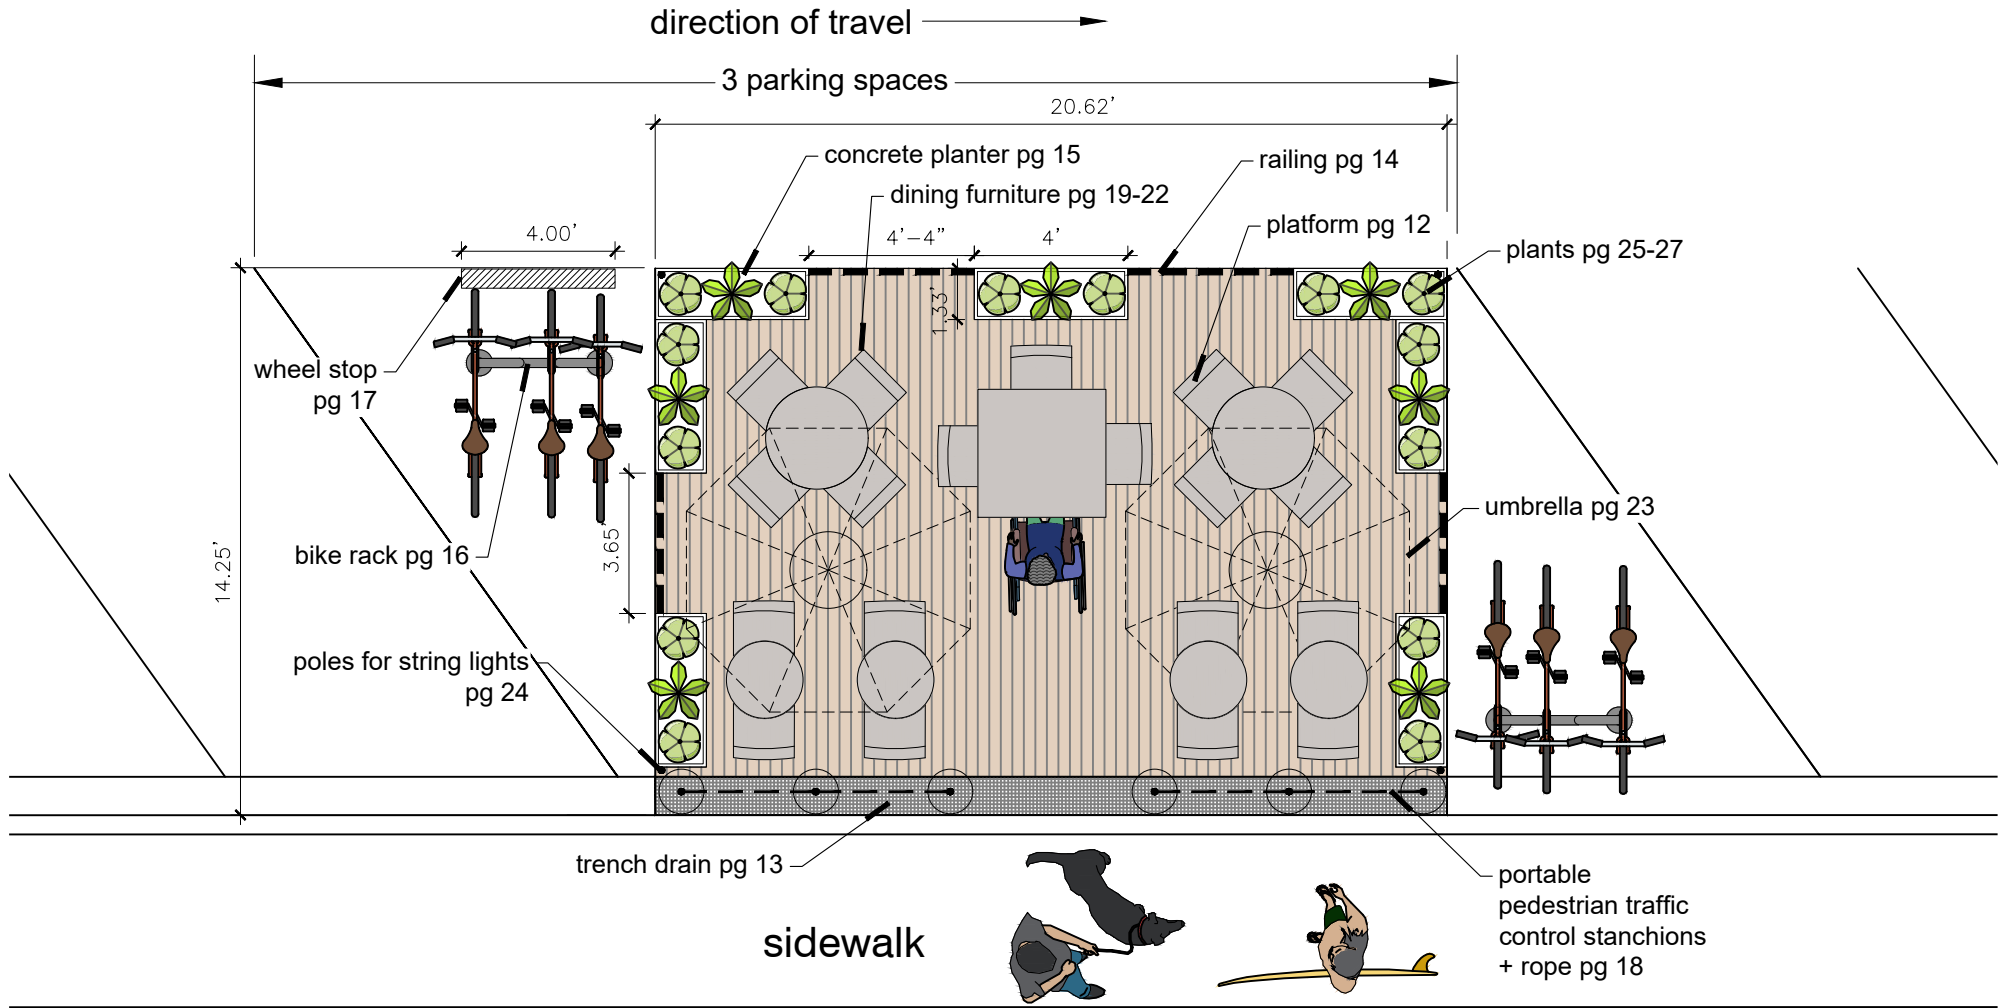 direction of travel
3 parking spaces
20.62’
concrete planter pg 15
railing pg 14
dining furniture pg 19-22
platform pg 12
4.00’
4’–4”
4’
plants pg 25-27
1.33’
wheel stop
pg 17
umbrella pg 23
bike rack pg 16
3.65’
14.25’
poles for string lights
pg 24
trench drain pg 13
portable
pedestrian traffic
control stanchions
+ rope pg 18
sidewalk